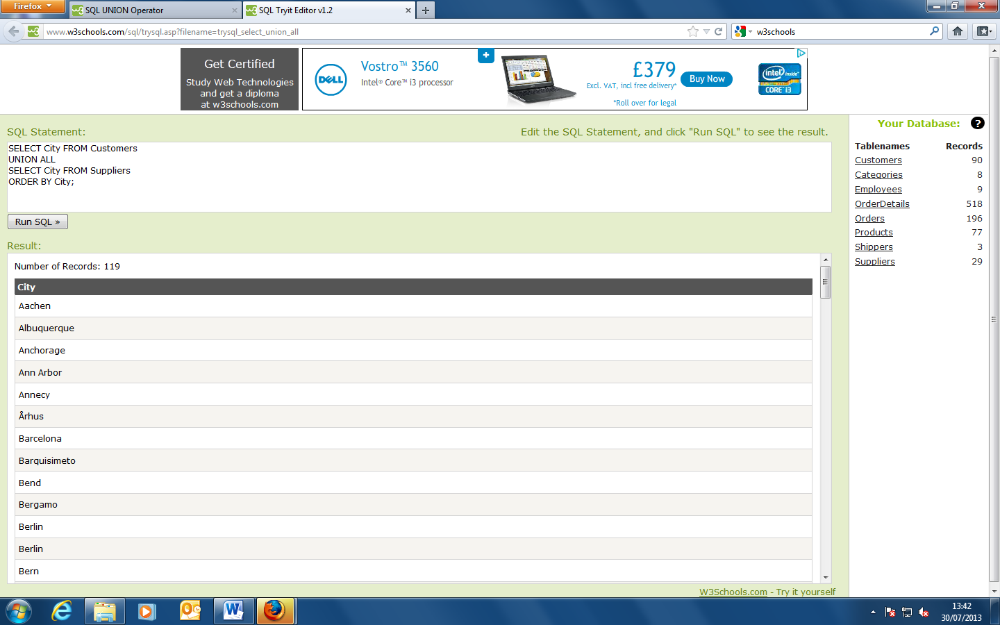 Firefox
SQL UNION Operator
SQL Tryit Editor v1.2
www.w3schools.com/sql/trysql.asp?filename=trysql_select_union_all
w3schools
Get Certified
Study Web Technologies
and get a diploma
at w3schools.com
DELL
Vostro™ 3560
Intel® Core™ i3 processor
£379
Excl. VAT, incl free delivery*
Buy Now
*Roll over for legal
intel inside™
CORE™ i3
SQL Statement:
Edit the SQL Statement, and click "Run SQL" to see the result.
SELECT City FROM Customers
UNION ALL
SELECT City FROM Suppliers
ORDER BY City;
Run SQL »
Result:
Number of Records: 119
City
Aachen
Albuquerque
Anchorage
Ann Arbor
Annecy
Århus
Barcelona
Barquisimeto
Bend
Bergamo
Berlin
Berlin
Bern
W3Schools.com - Try it yourself
Your Database: ?
Tablenames Records
Customers 90
Categories 8
Employees 9
OrderDetails 518
Orders 196
Products 77
Shippers 3
Suppliers 29
13:42
30/07/2013